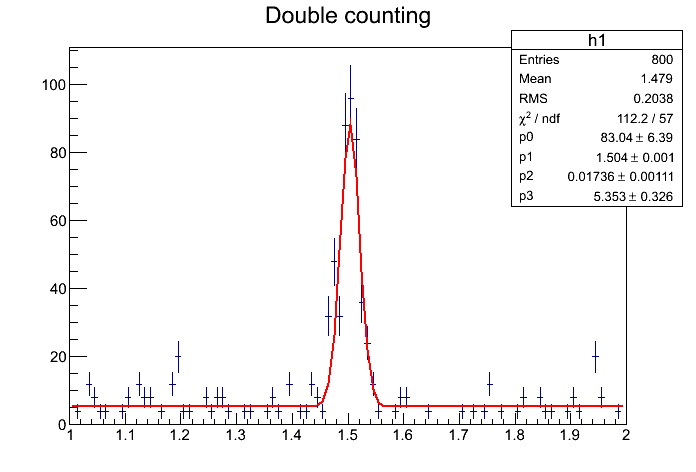 Double counting
h1
Entries 800
Mean 1.479
RMS 0.2038
χ² / ndf 112.2 / 57
p0 83.04 ± 6.39
p1 1.504 ± 0.001
p2 0.01736 ± 0.00111
p3 5.353 ± 0.326
100
80
60
40
20
0
1 1.1 1.2 1.3 1.4 1.5 1.6 1.7 1.8 1.9 2